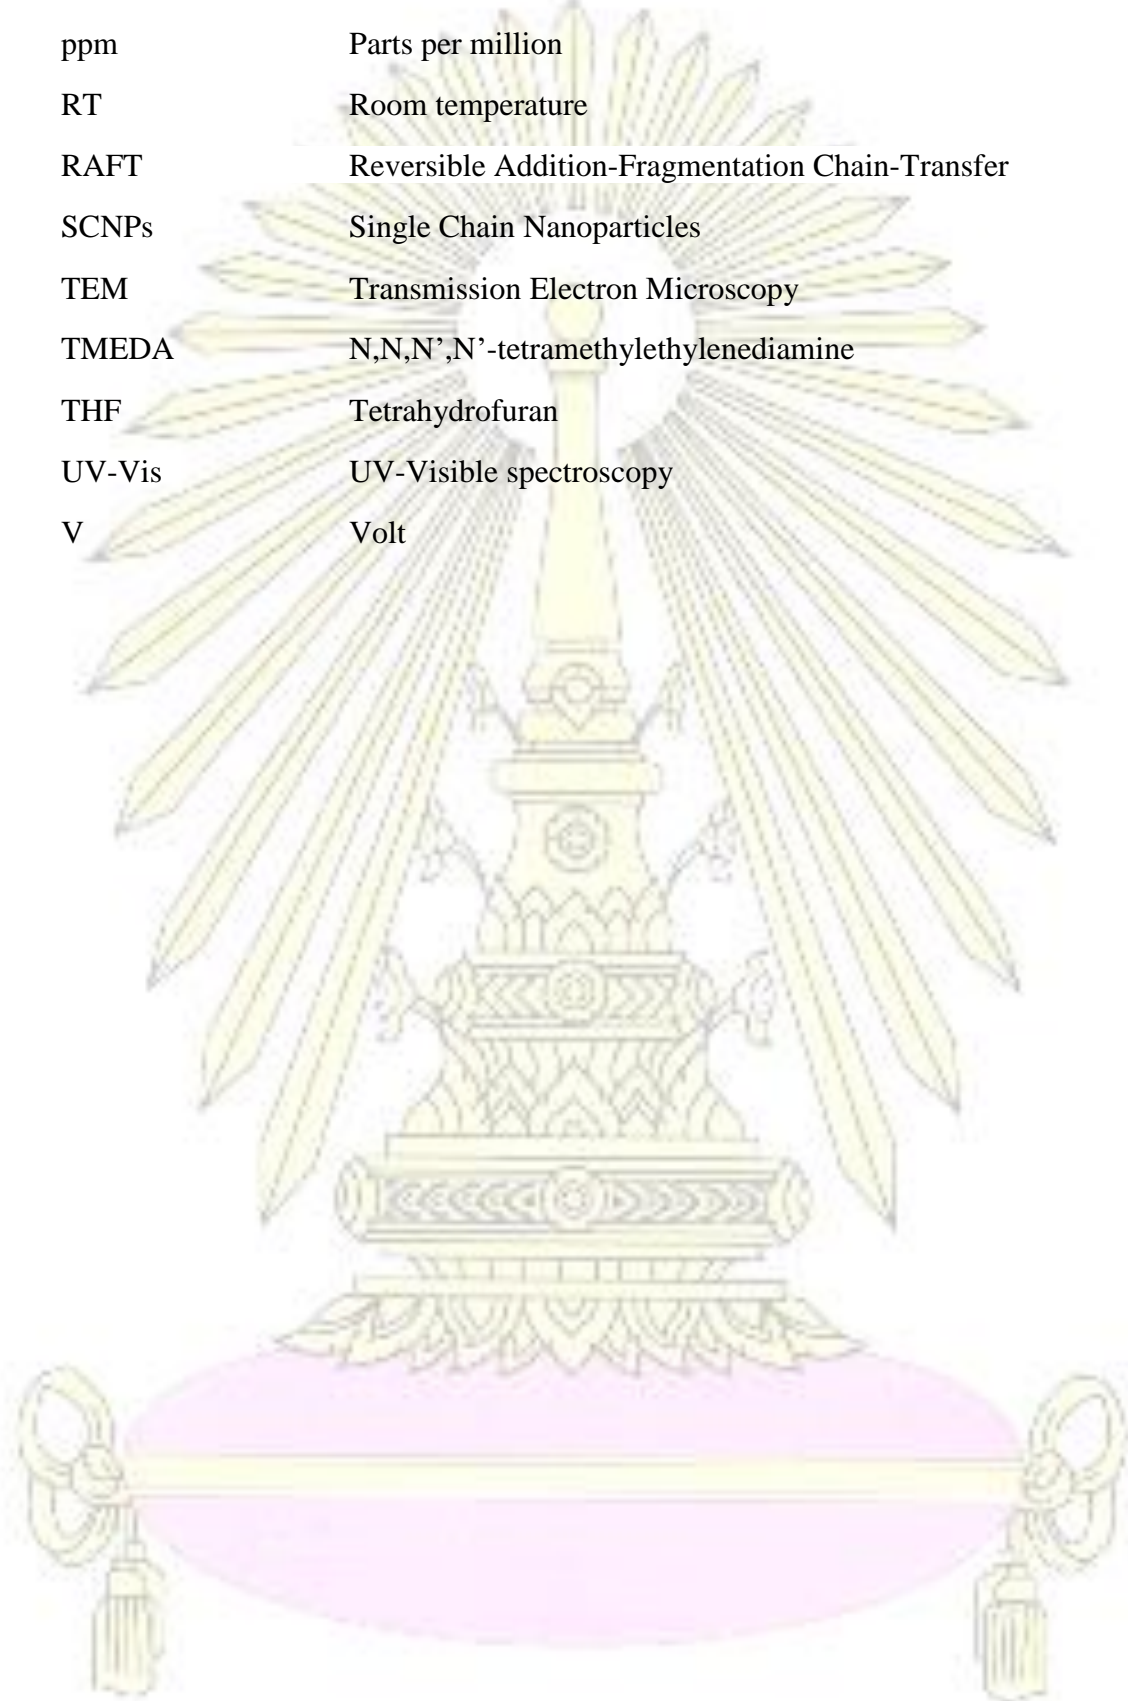 ppm Parts per million
RT Room temperature
RAFT Reversible Addition-Fragmentation Chain-Transfer
SCNPs Single Chain Nanoparticles
TEM Transmission Electron Microscopy
TMEDA N,N,N’,N’-tetramethylethylenediamine
THF Tetrahydrofuran
UV-Vis UV-Visible spectroscopy
V Volt